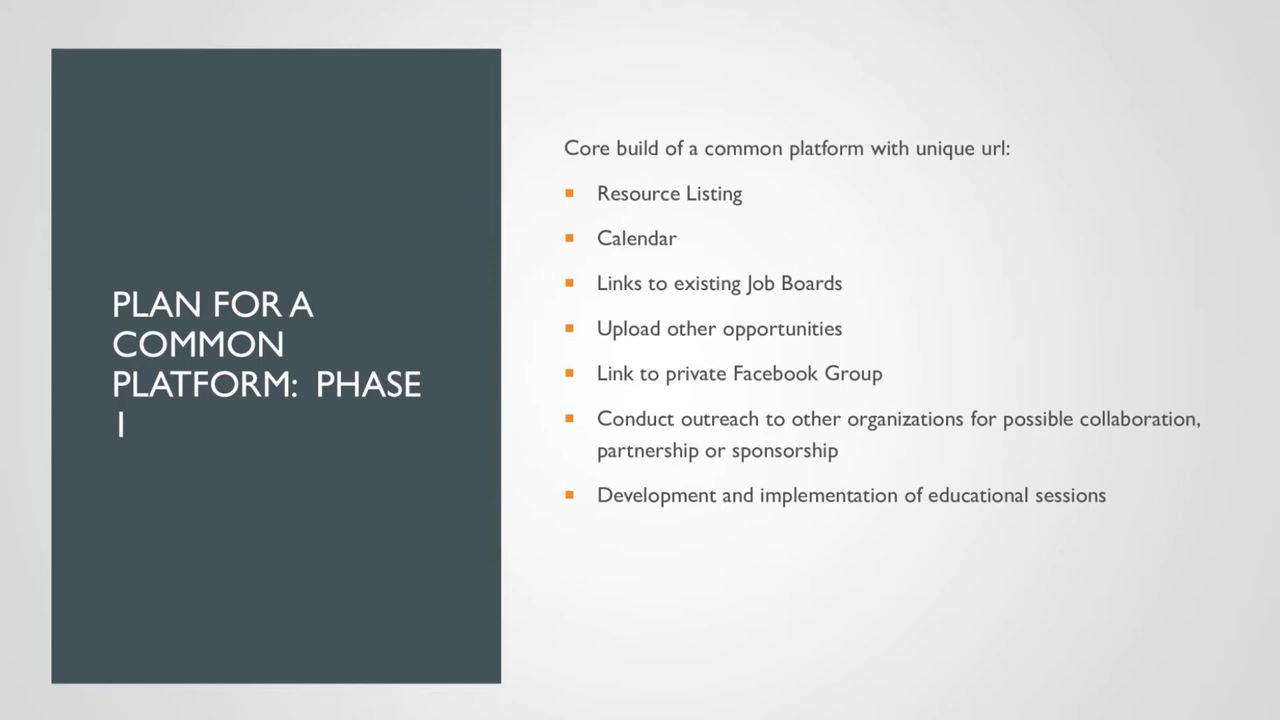 PLAN FOR A
COMMON
PLATFORM: PHASE
1
Core build of a common platform with unique url:
Resource Listing
Calendar
Links to existing Job Boards
Upload other opportunities
Link to private Facebook Group
Conduct outreach to other organizations for possible collaboration,
partnership or sponsorship
Development and implementation of educational sessions